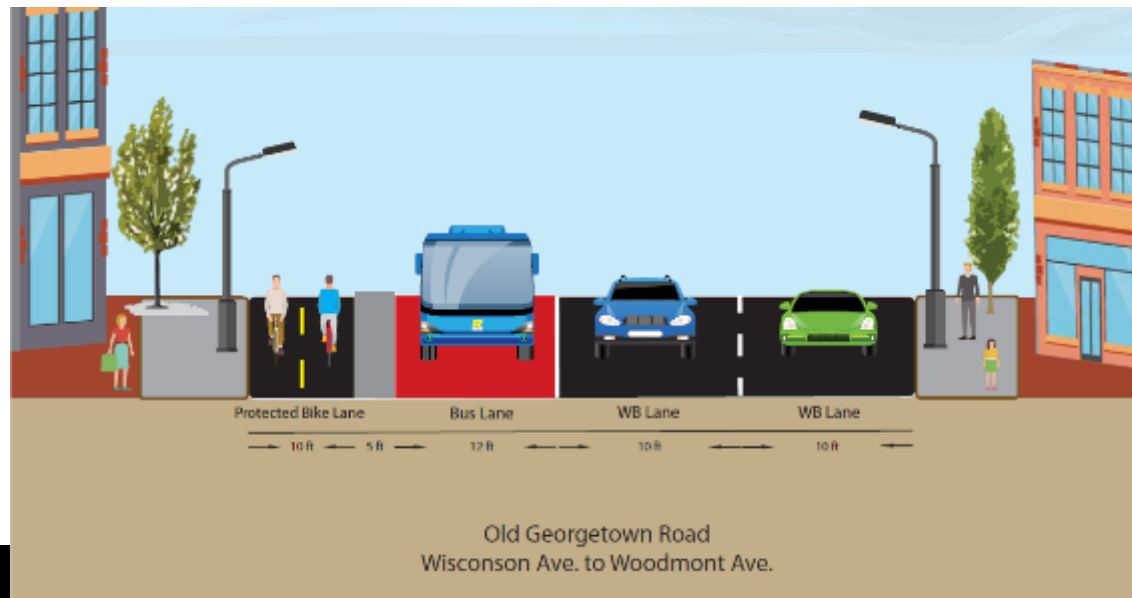 Protected Bike Lane Bus Lane WB Lane WB Lane
10 ft 5 ft 12 ft 10 ft 10 ft
Old Georgetown Road
Wisconson Ave. to Woodmont Ave.